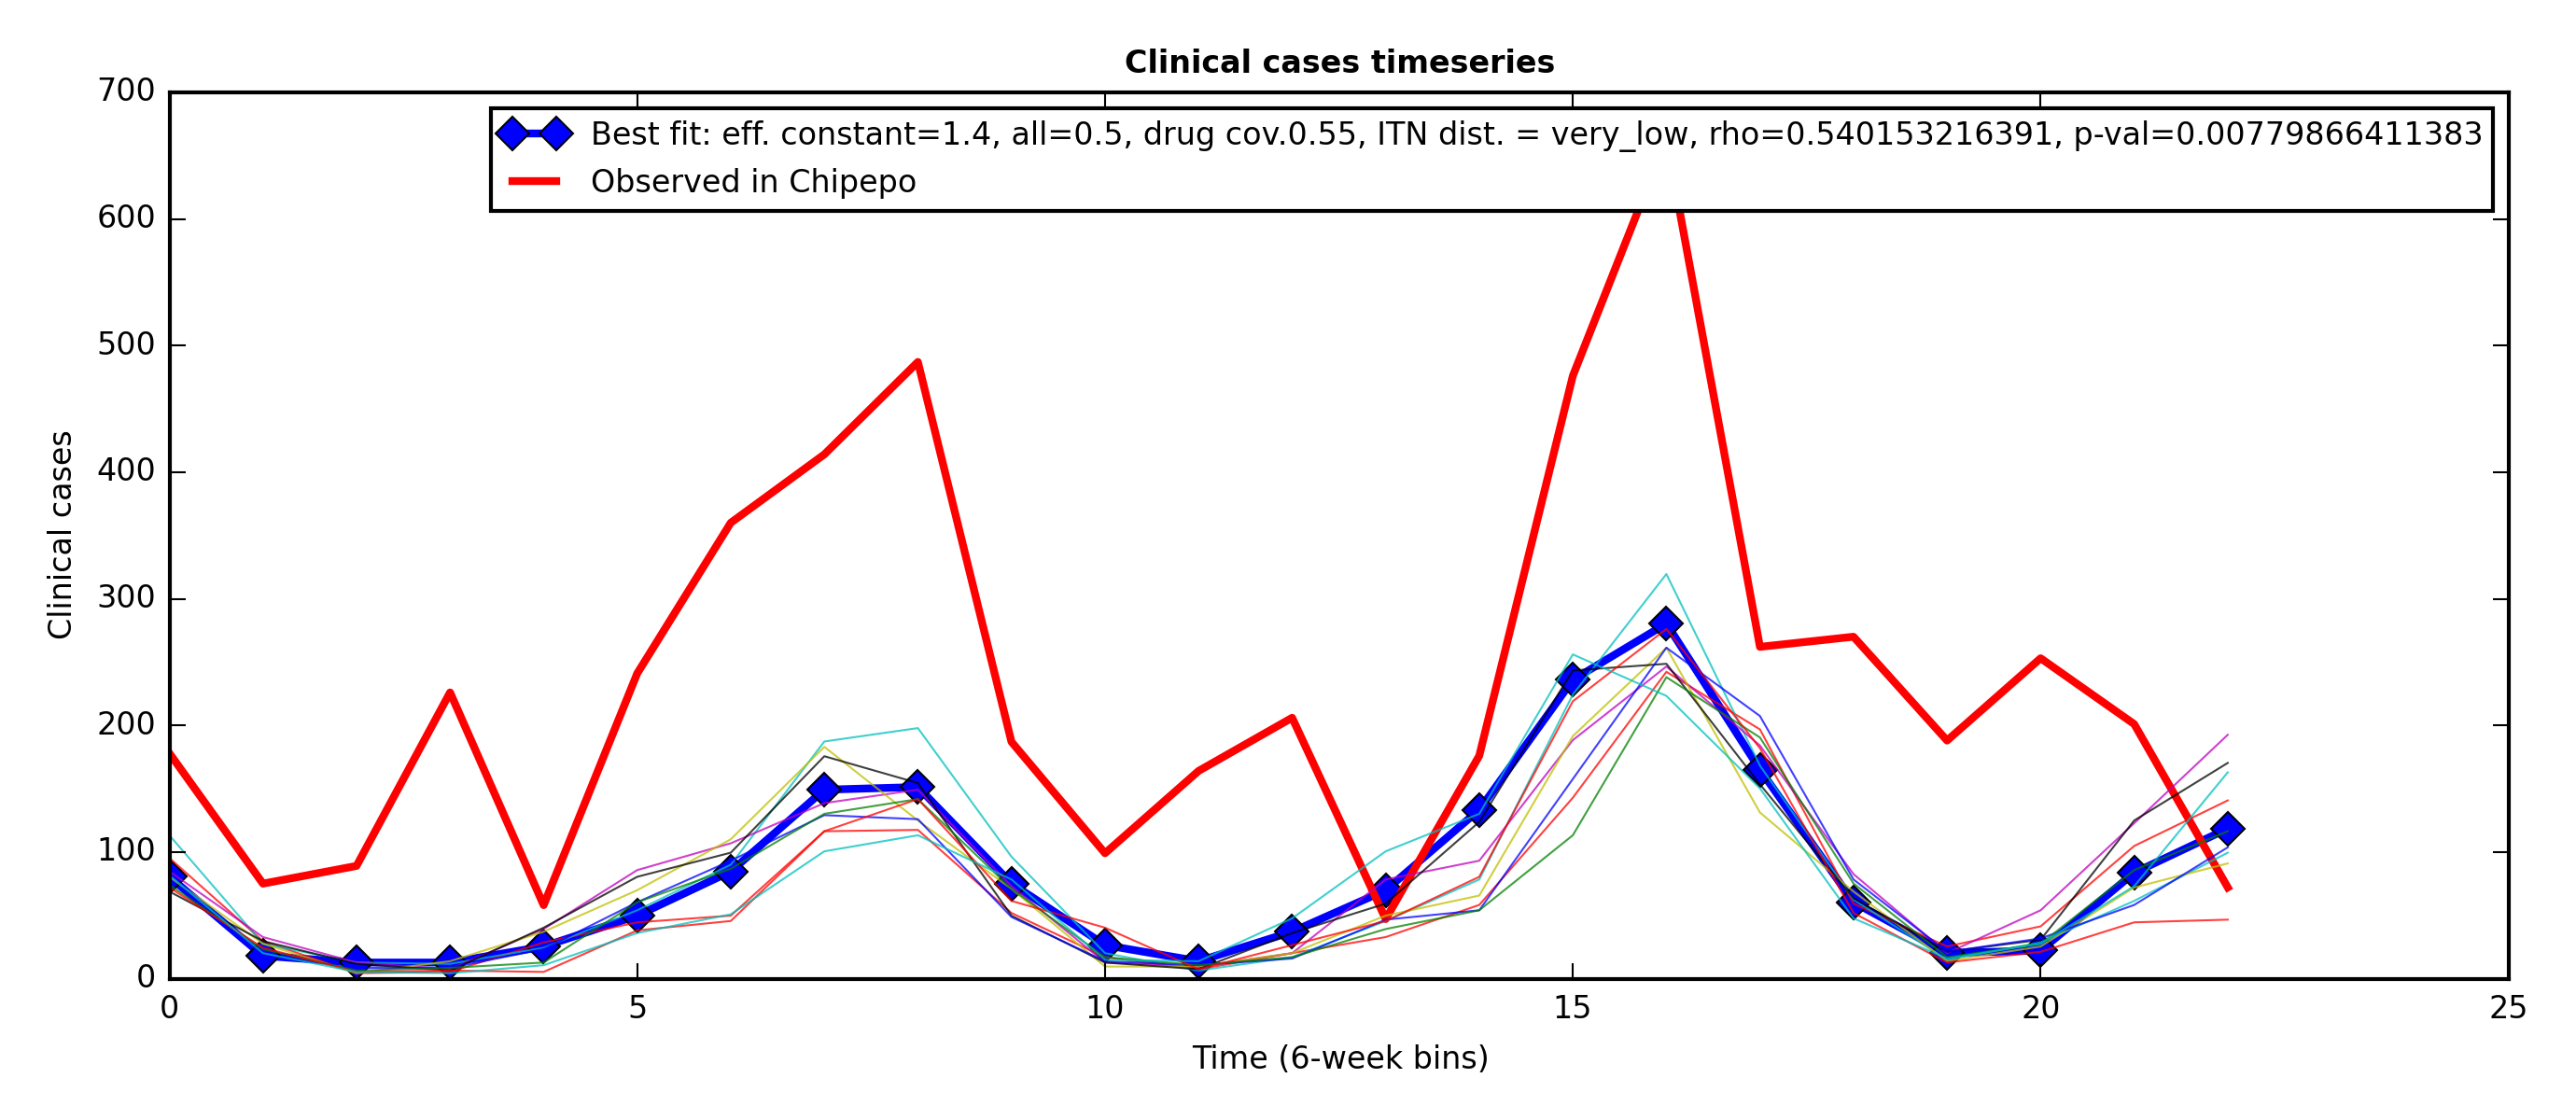 Clinical cases timeseries
700
600
500
400
300
200
100
0
Clinical cases
Best fit: eff. constant=1.4, all=0.5, drug cov.0.55, ITN dist. = very_low, rho=0.540153216391, p-val=0.00779866411383
Observed in Chipepo
0 5 10 15 20 25
Time (6-week bins)